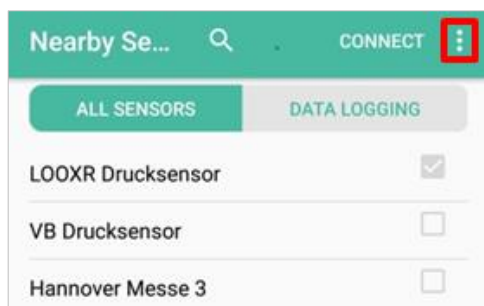 Nearby Se... CONNECT
ALL SENSORS DATA LOGGING
LOOXR Drucksensor
VB Drucksensor
Hannover Messe 3